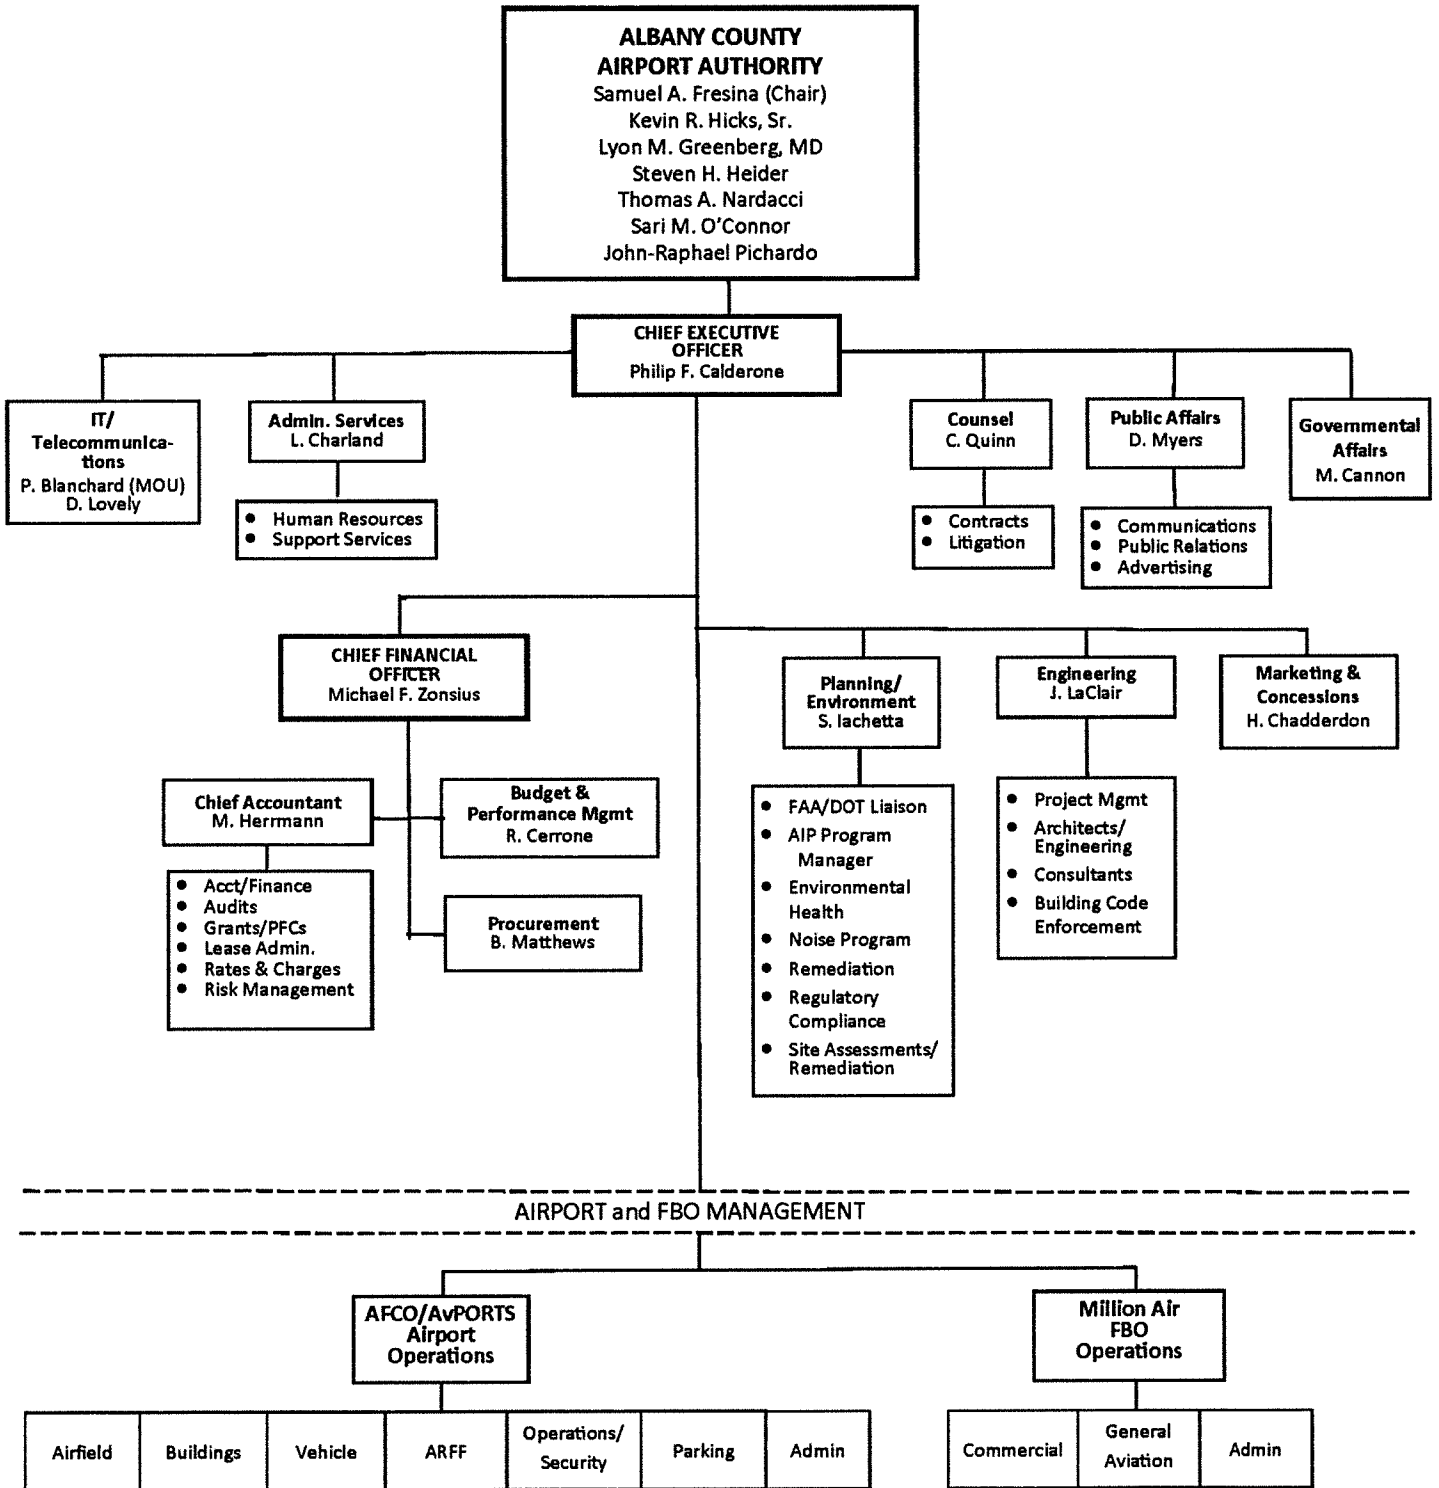 ALBANY COUNTY
AIRPORT AUTHORITY
Samuel A. Fresina (Chair)
Kevin R. Hicks, Sr.
Lyon M. Greenberg, MD
Steven H. Heider
Thomas A. Nardacci
Sari M. O'Connor
John-Raphael Pichardo
CHIEF EXECUTIVE
OFFICER
Philip F. Calderone
IT/
Telecommunica-
tions
P. Blanchard (MOU)
D. Lovely
Admin. Services
L. Charland
• Human Resources
• Support Services
Counsel
C. Quinn
• Contracts
• Litigation
Public Affairs
D. Myers
• Communications
• Public Relations
• Advertising
Governmental
Affairs
M. Cannon
CHIEF FINANCIAL
OFFICER
Michael F. Zonsius
Chief Accountant
M. Herrmann
• Acct/Finance
• Audits
• Grants/PFCs
• Lease Admin.
• Rates & Charges
• Risk Management
Budget &
Performance Mgmt
R. Cerrone
Procurement
B. Matthews
Planning/
Environment
S. Iachetta
• FAA/DOT Liaison
• AIP Program
Manager
• Environmental
Health
• Noise Program
• Remediation
• Regulatory
Compliance
• Site Assessments/
Remediation
Engineering
J. LaClair
• Project Mgmt
• Architects/
Engineering
• Consultants
• Building Code
Enforcement
Marketing &
Concessions
H. Chadderdon
AIRPORT and FBO MANAGEMENT
AFCO/AvPORTS
Airport
Operations
Airfield
Buildings
Vehicle
ARFF
Operations/
Security
Parking
Admin
Million Air
FBO
Operations
Commercial
General
Aviation
Admin